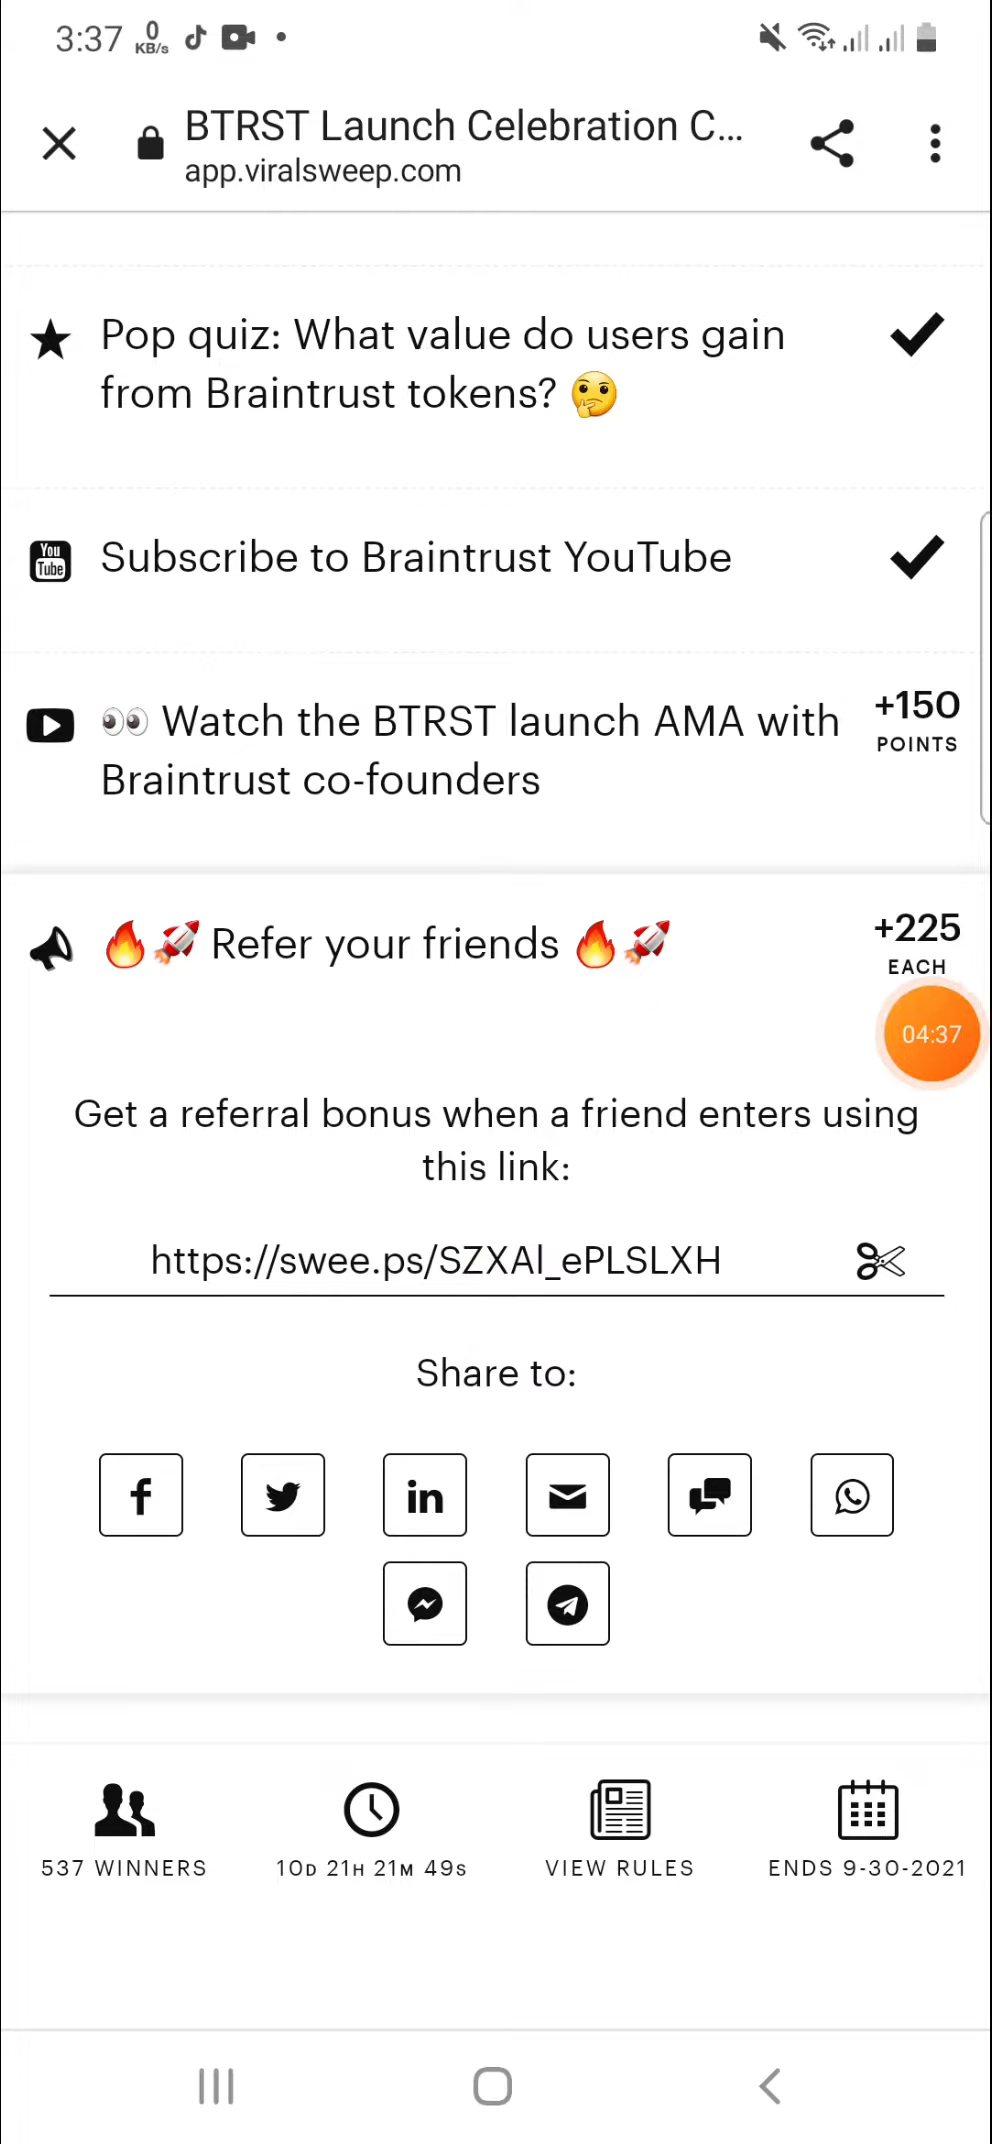 3:37 0 KB/s
BTRST Launch Celebration C...
app.viralsweep.com
Pop quiz: What value do users gain
from Braintrust tokens? 🤔
You Tube
Subscribe to Braintrust YouTube
👀 Watch the BTRST launch AMA with
Braintrust co-founders
+150
POINTS
🔥🚀 Refer your friends 🔥🚀
+225
EACH
04:37
Get a referral bonus when a friend enters using
this link:
https://swee.ps/SZXAl_ePLSLXH
Share to:
537 WINNERS
10D 21H 21M 49S
VIEW RULES
ENDS 9-30-2021